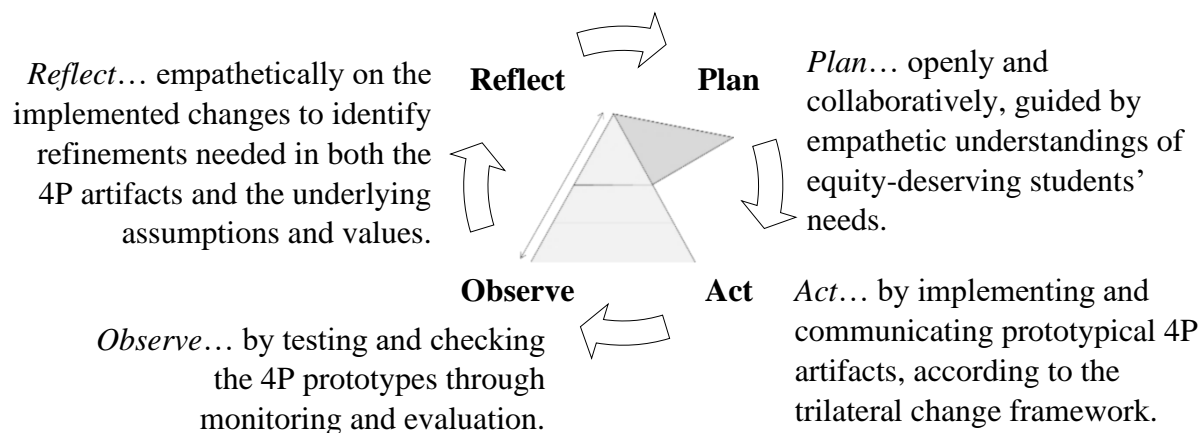 Reflect
Reflect… empathetically on the
implemented changes to identify
refinements needed in both the
4P artifacts and the underlying
assumptions and values.
Plan
Plan… openly and
collaboratively, guided by
empathetic understandings of
equity-deserving students’
needs.
Observe
Observe… by testing and checking
the 4P prototypes through
monitoring and evaluation.
Act
Act… by implementing and
communicating prototypical 4P
artifacts, according to the
trilateral change framework.